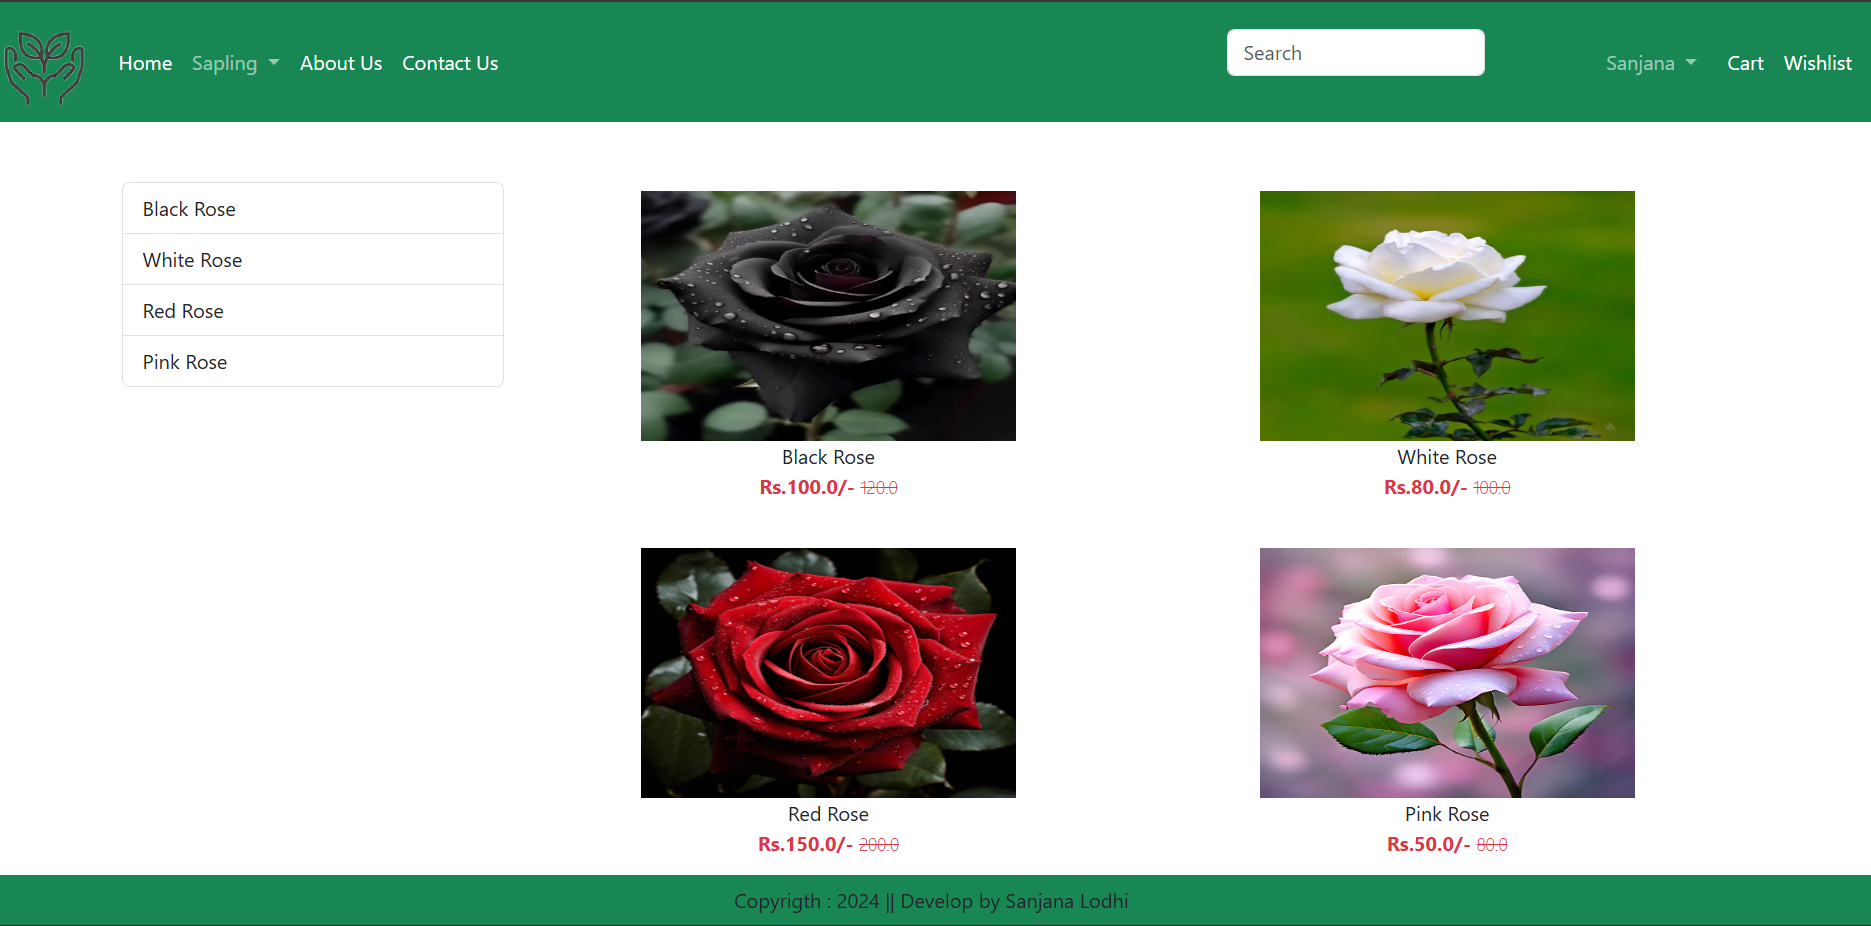 Home Sapling About Us Contact Us Search Sanjana Cart Wishlist
Black Rose
White Rose
Red Rose
Pink Rose
Black Rose
Rs.100.0/- 120.0
White Rose
Rs.80.0/- 100.0
Red Rose
Rs.150.0/- 200.0
Pink Rose
Rs.50.0/- 80.0
Copyrigth : 2024 || Develop by Sanjana Lodhi